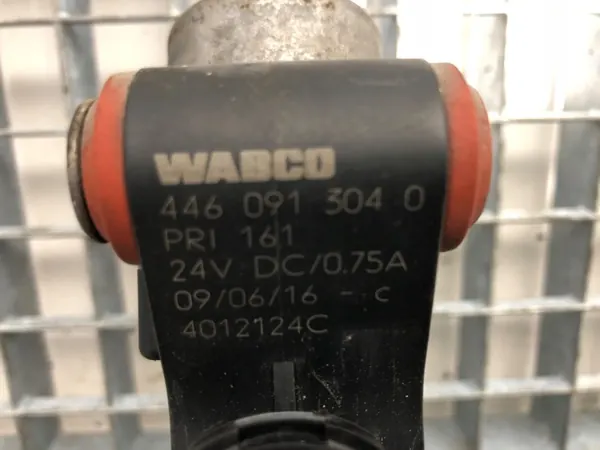 WABCO
446 091 304 0
PRI 161
24V DC/0.75A
09/06/16 - c
4012124C